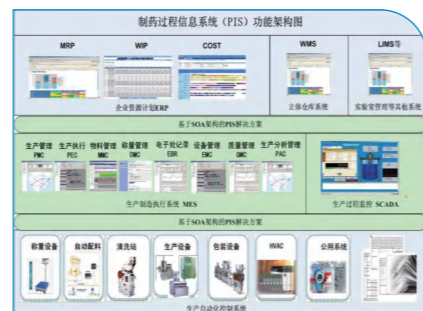 制药过程信息系统（PIS）功能架构图
MRP WIP COST WMS LIMS等
企业资源计划ERP 立体仓库系统 实验室管理等其他系统
基于SOA架构的PIS解决方案
生产管理 生产执行 物料管理 称量管理 电子批记录 设备管理 质量管理 生产分析管理
PMC PEC MMC DMC EBR EMC QMC PAC
生产制造执行系统 MES 生产过程监控 SCADA
基于SOA架构的PIS解决方案
称重设备 自动配料 清洗站 生产设备 包装设备 HVAC 公用系统
生产自动化控制系统